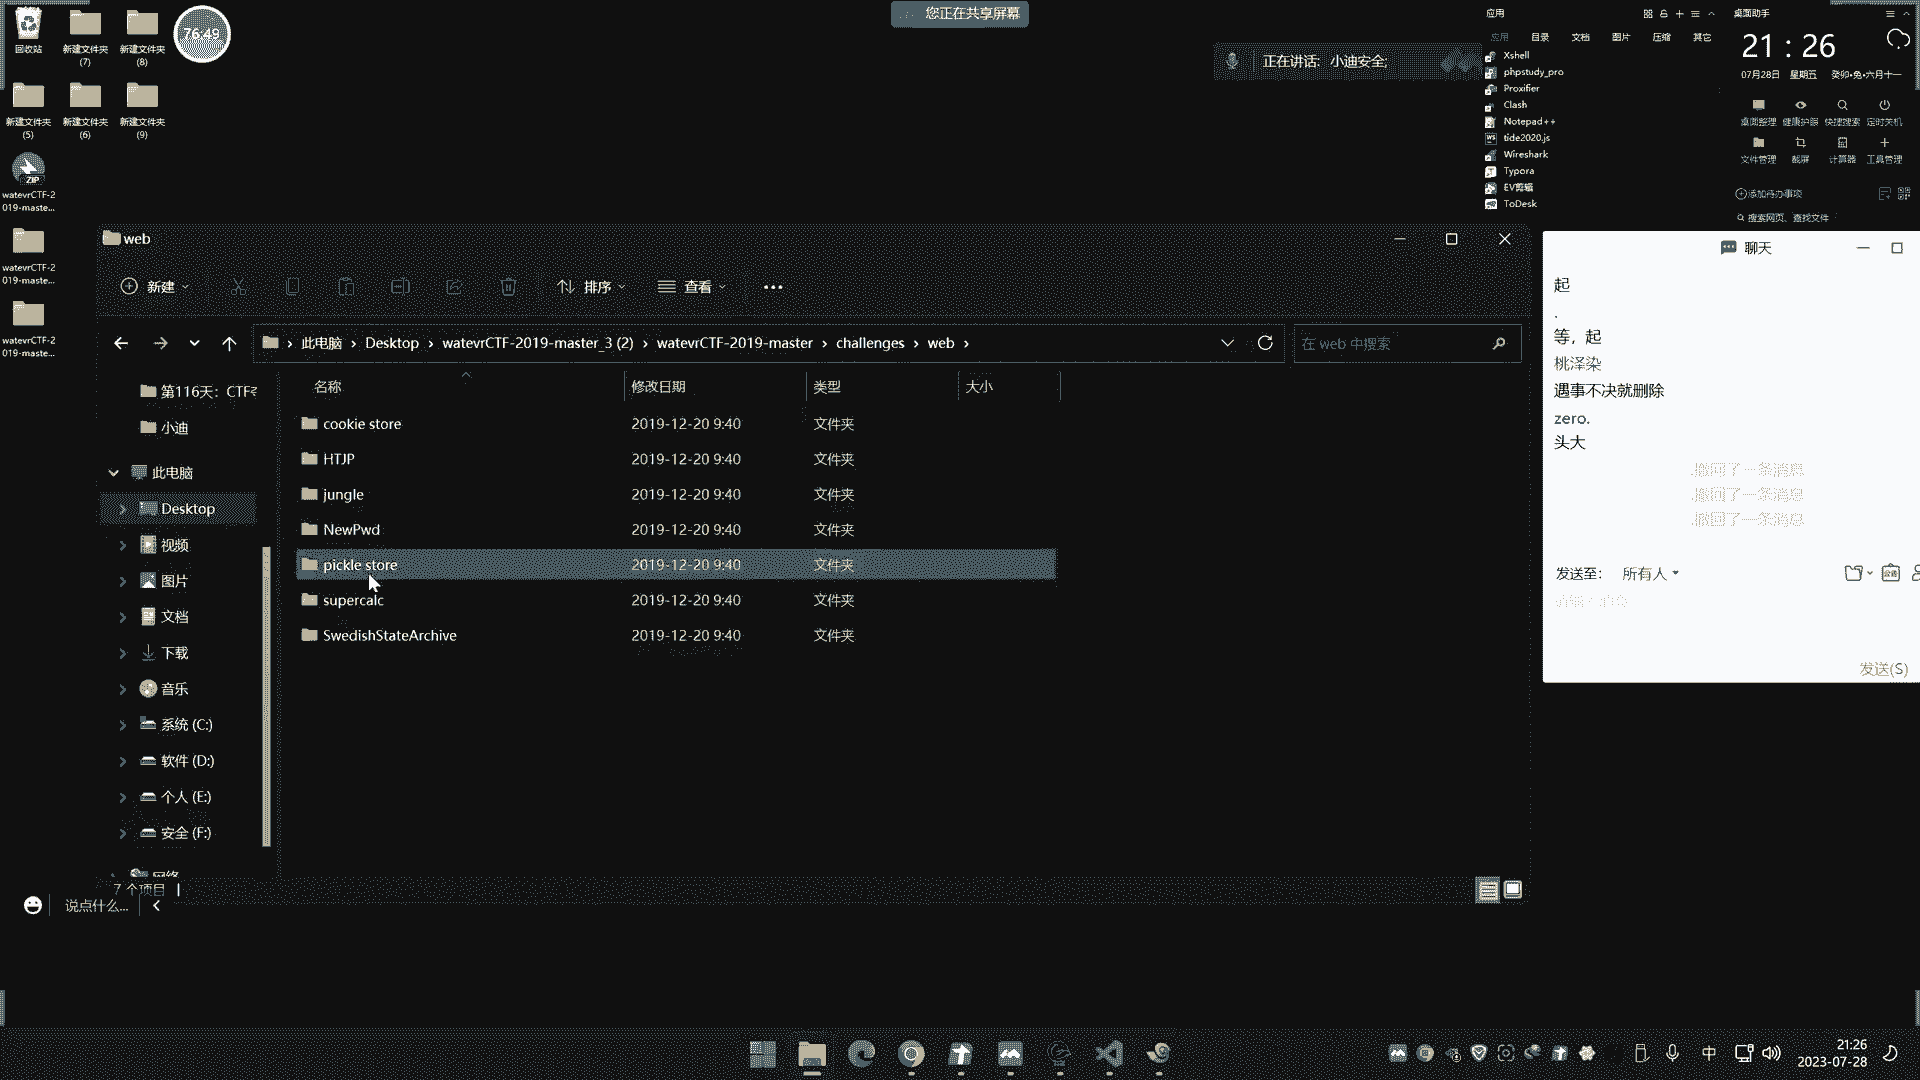 您正在共享屏幕
76:49
回收站
新建文件夹
(7)
新建文件夹
(8)
新建文件夹
(5)
新建文件夹
(6)
新建文件夹
(9)
ZIP
watevrCTF-2
019-maste...
watevrCTF-2
019-maste...
watevrCTF-2
019-maste...
正在讲话: 小迪安全;
应用
应用 目录 文档 图片 压缩 其它
Xshell
phpstudy_pro
Proxifier
Clash
Notepad++
tide2020.js
Wireshark
Typora
EV剪辑
ToDesk
桌面助手
21 : 26
07月28日 星期五 癸卯•兔•六月十一
桌面整理 健康护眼 快捷搜索 定时关机
文件管理 截屏 计算器 工具管理
添加待办事项
搜索网页、查找文件
web
新建 排序 查看
此电脑 Desktop watevrCTF-2019-master_3 (2) watevrCTF-2019-master challenges web
在 web 中搜索
第116天：CTF
小迪
此电脑
Desktop
视频
图片
文档
下载
音乐
系统 (C:)
软件 (D:)
个人 (E:)
安全 (F:)
网络
名称 修改日期 类型 大小
cookie store 2019-12-20 9:40 文件夹
HTJP 2019-12-20 9:40 文件夹
jungle 2019-12-20 9:40 文件夹
NewPwd 2019-12-20 9:40 文件夹
pickle store 2019-12-20 9:40 文件夹
supercalc 2019-12-20 9:40 文件夹
SwedishStateArchive 2019-12-20 9:40 文件夹
7 个项目
说点什么...
聊天
起
.
等，起
桃泽染
遇事不决就删除
zero.
头大
.撤回了一条消息
.撤回了一条消息
.撤回了一条消息
发送至: 所有人
发送(S)
中
21:26
2023-07-28